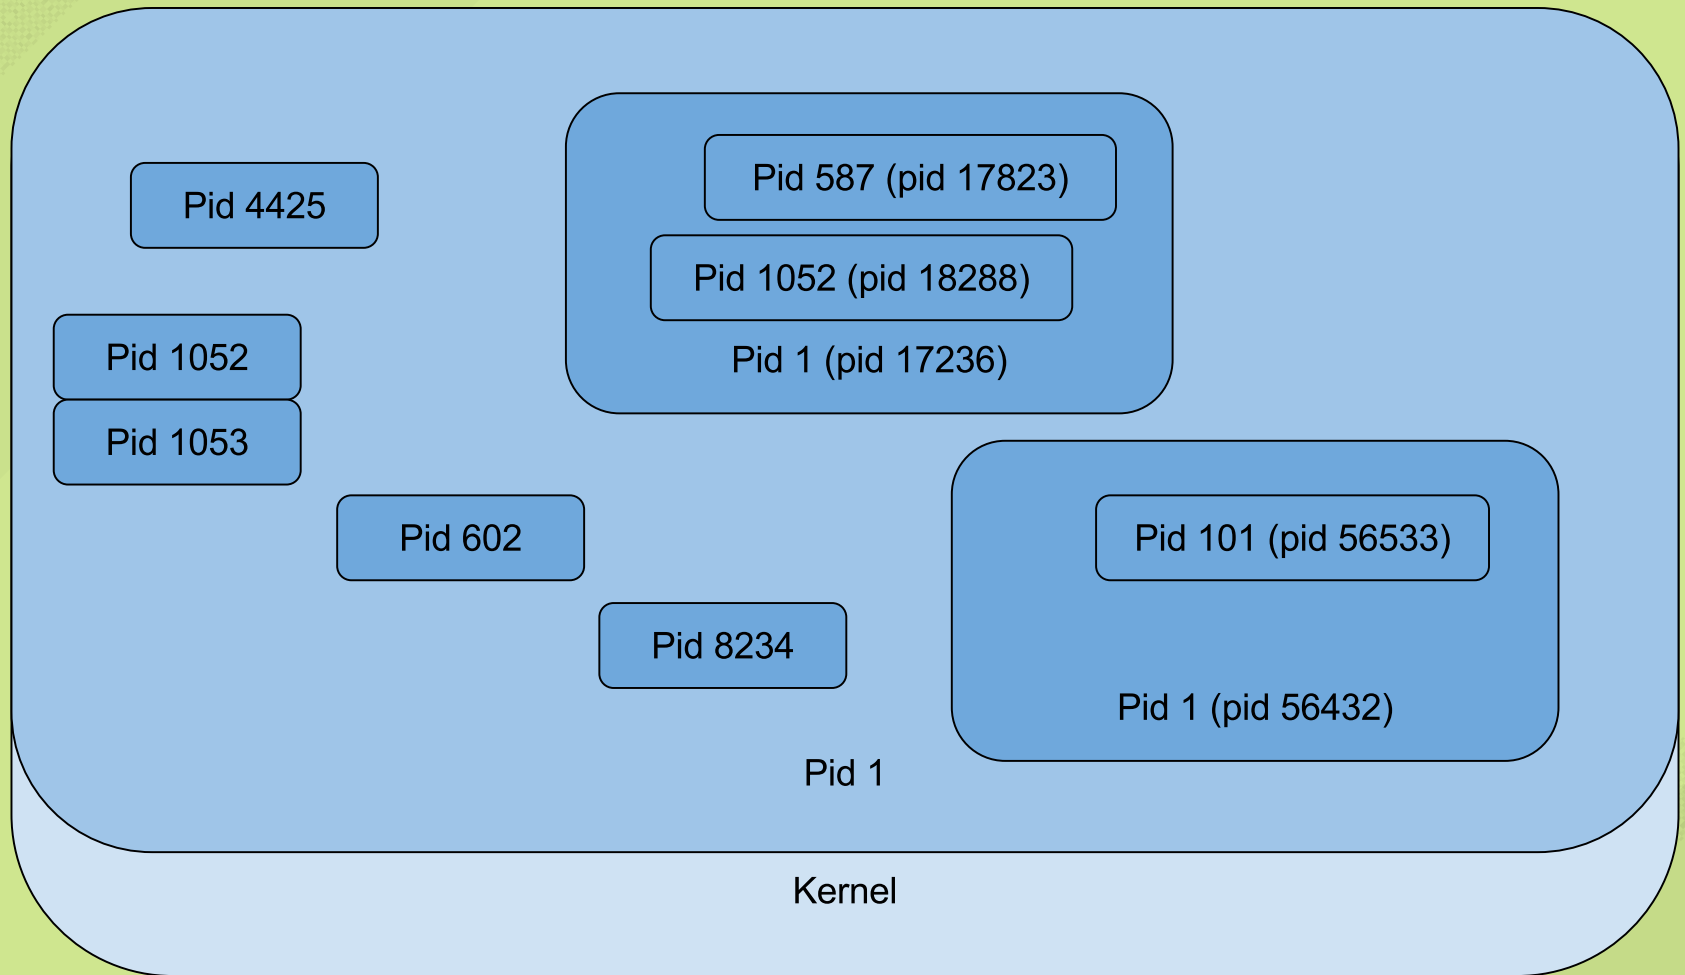 Pid 587 (pid 17823)
Pid 4425
Pid 1052 (pid 18288)
Pid 1052
Pid 1 (pid 17236)
Pid 1053
Pid 602
Pid 101 (pid 56533)
Pid 8234
Pid 1 (pid 56432)
Pid 1
Kernel